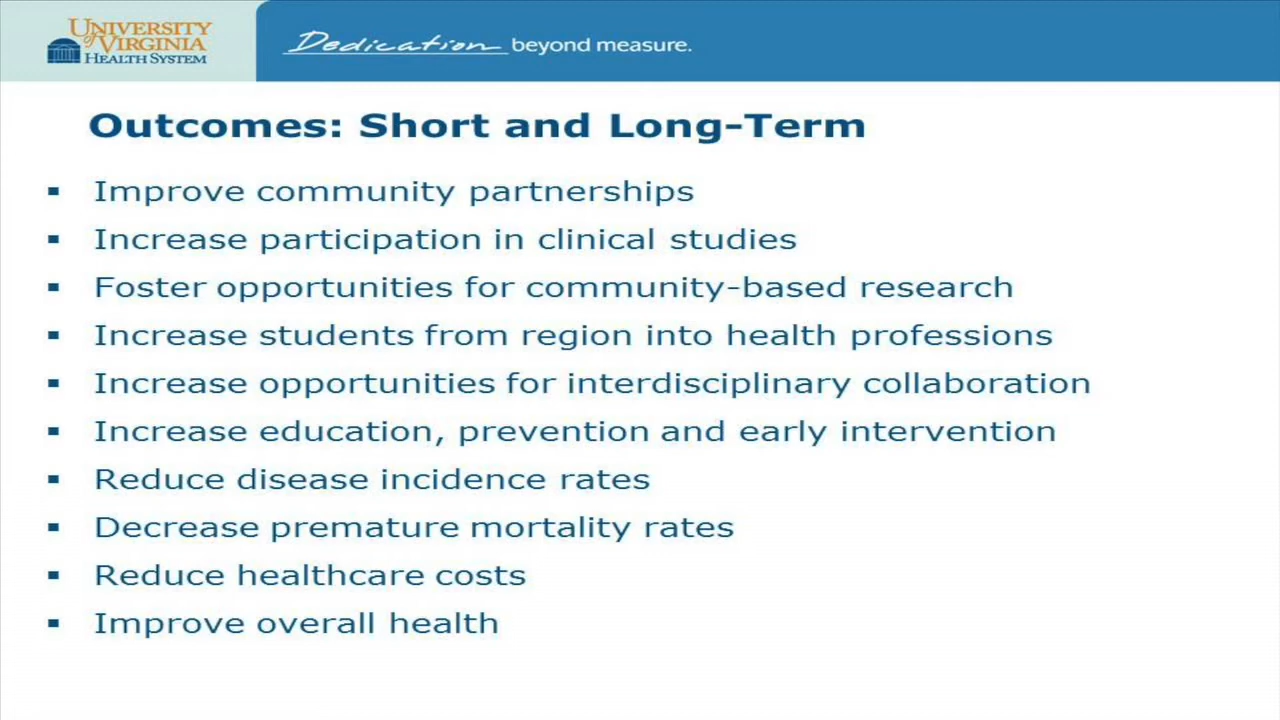 UNIVERSITY
of VIRGINIA
HEALTH SYSTEM
Dedication beyond measure.
Outcomes: Short and Long-Term
▪ Improve community partnerships
▪ Increase participation in clinical studies
▪ Foster opportunities for community-based research
▪ Increase students from region into health professions
▪ Increase opportunities for interdisciplinary collaboration
▪ Increase education, prevention and early intervention
▪ Reduce disease incidence rates
▪ Decrease premature mortality rates
▪ Reduce healthcare costs
▪ Improve overall health